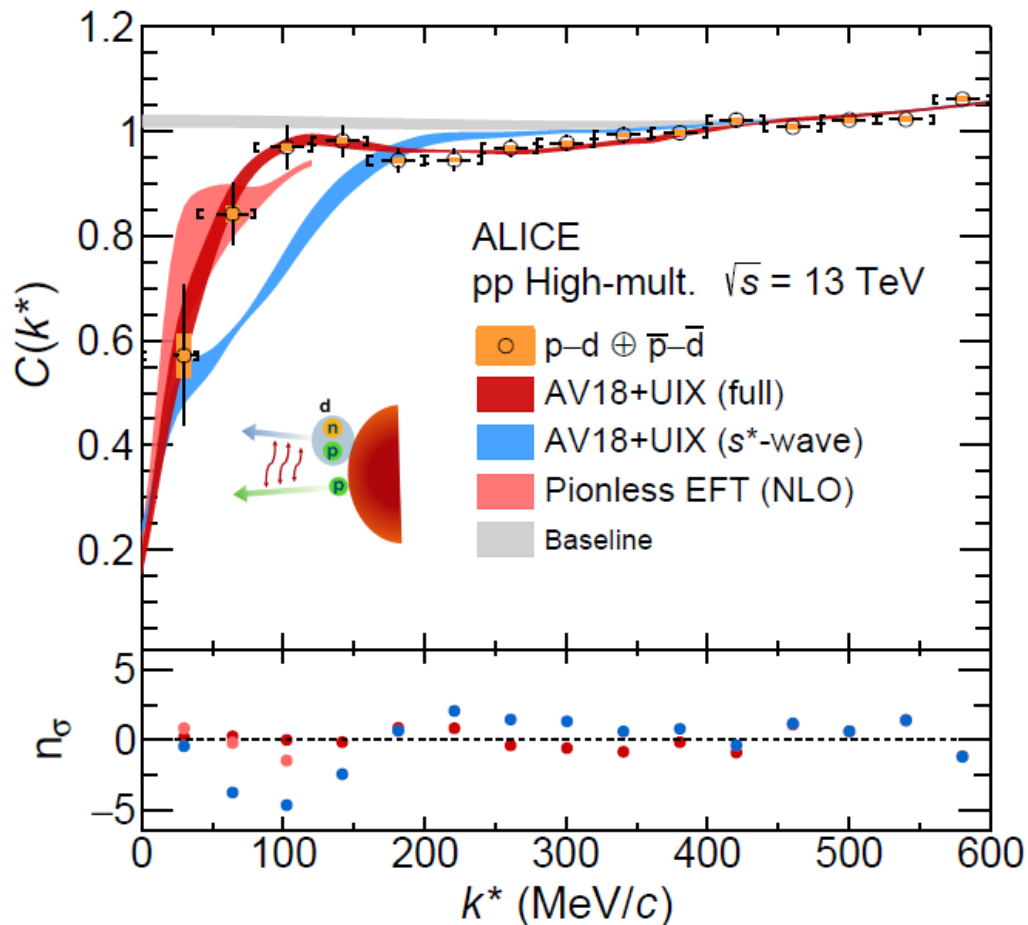 1.2
1
0.8
0.6
0.4
0.2
C(k*)
ALICE
pp High-mult. √s = 13 TeV
p–d ⊕ p̅–d̅
AV18+UIX (full)
AV18+UIX (s*-wave)
Pionless EFT (NLO)
Baseline
d
n
p
p
5
0
−5
nσ
0 100 200 300 400 500 600
k* (MeV/c)